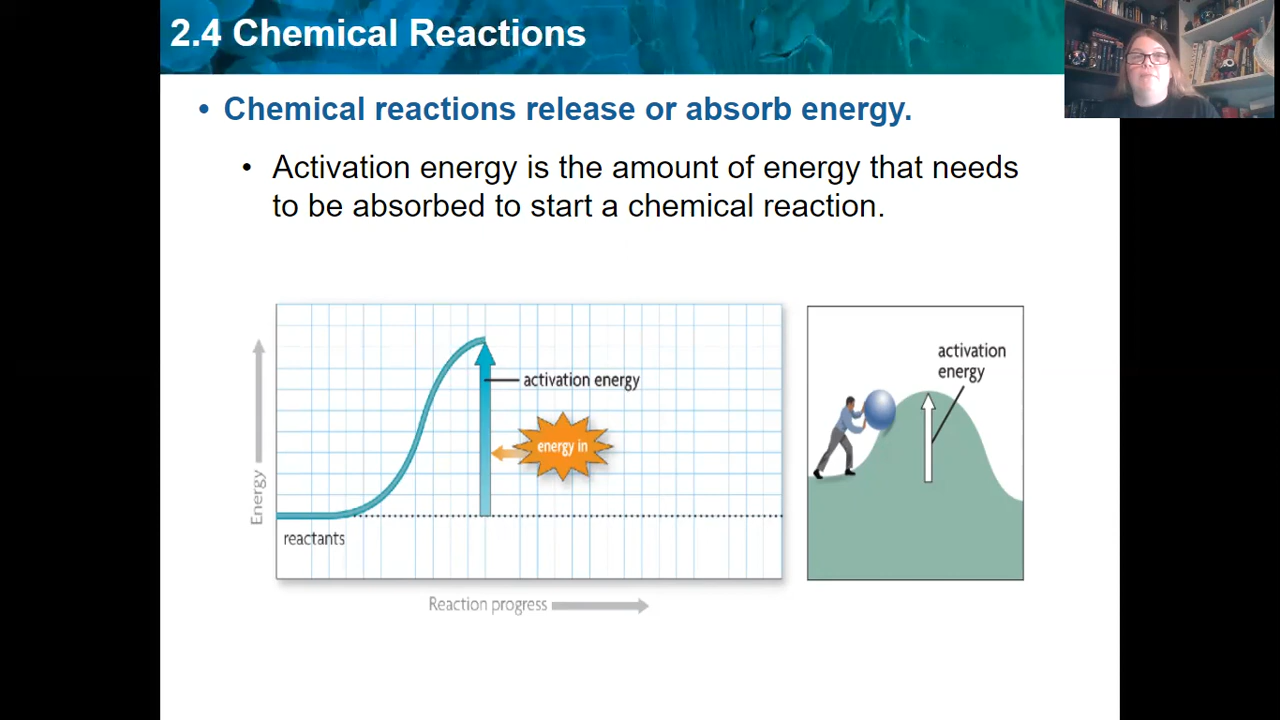 2.4 Chemical Reactions
• Chemical reactions release or absorb energy.
• Activation energy is the amount of energy that needs
to be absorbed to start a chemical reaction.
activation energy
energy in
Energy
reactants
Reaction progress
activation
energy